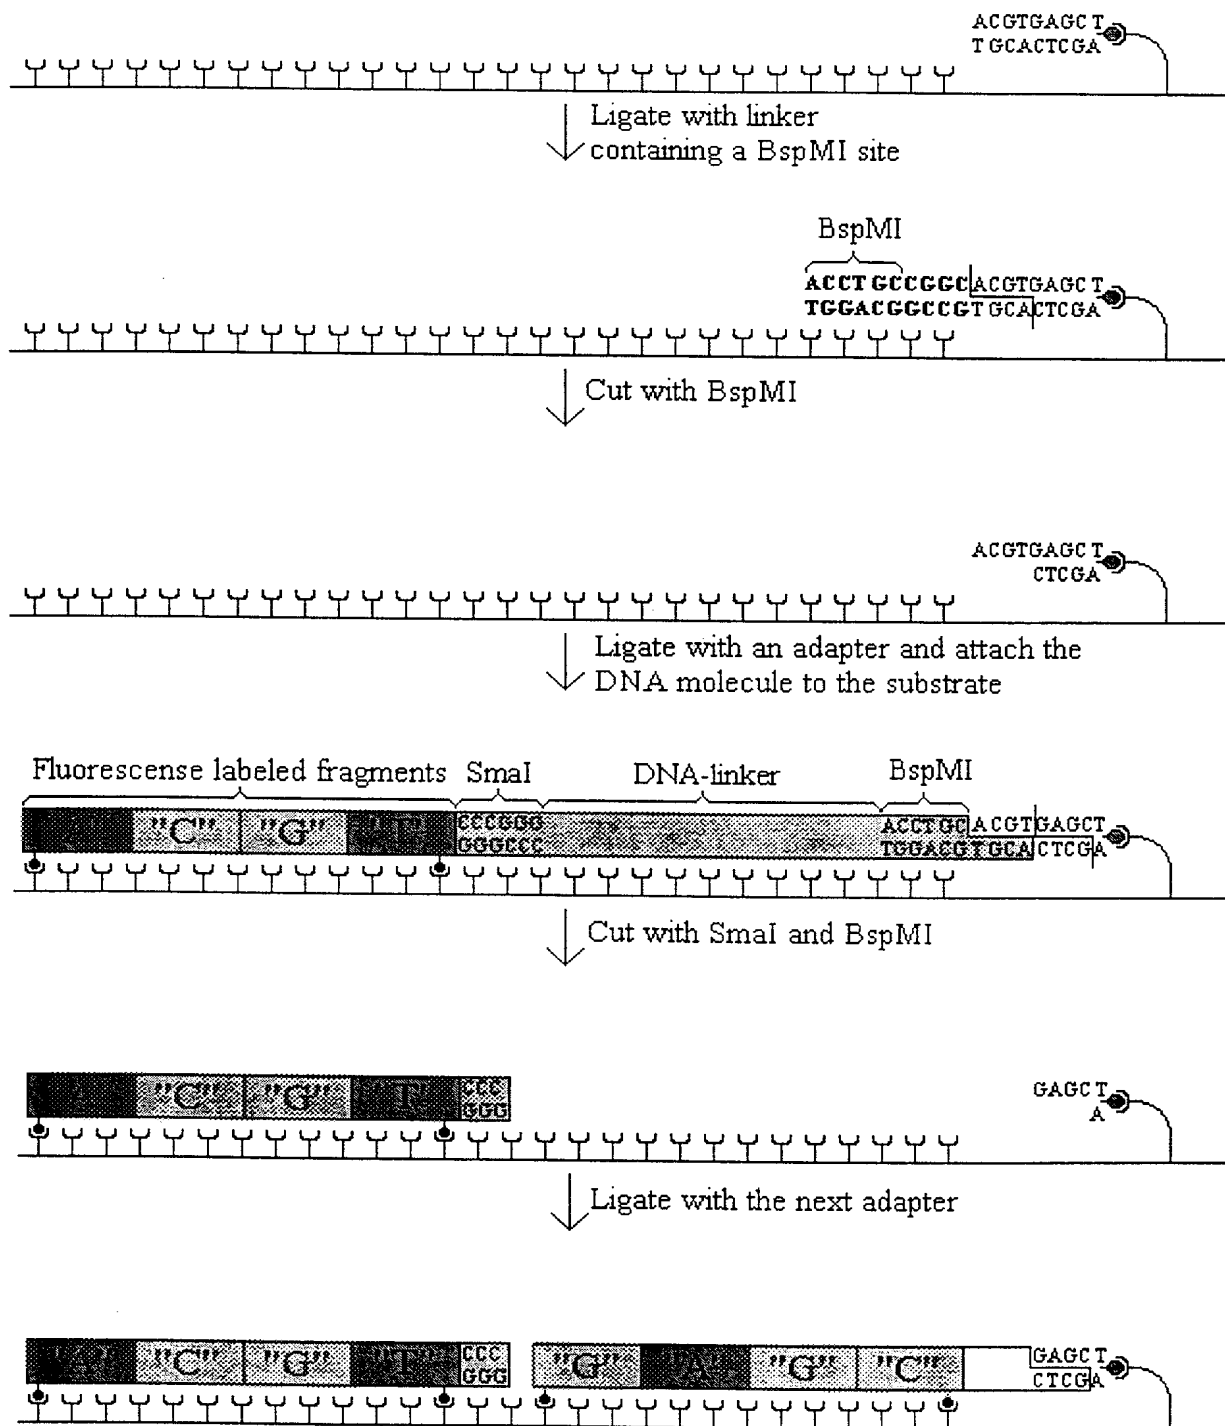 ACGTGAGCT
TGCACTCGA
Ligate with linker
containing a BspMI site
BspMI
ACCTGCCGGCACGTGAGCT
TGGACGGCCGTGCACTCGA
Cut with BspMI
ACGTGAGCT
CTCGA
Ligate with an adapter and attach the
DNA molecule to the substrate
Fluorescense labeled fragments SmaI DNA-linker BspMI
"C" "G" "T" CCCGGG ACCTGC ACGTGAGCT
GGGCCC TGGACGTGCACTCGA
Cut with SmaI and BspMI
"C" "G" "T" CCC GAGCT
GGG A
Ligate with the next adapter
"A" "C" "G" "T" CCC "G" "A" "G" "C" GAGCT
GGG CTCGA